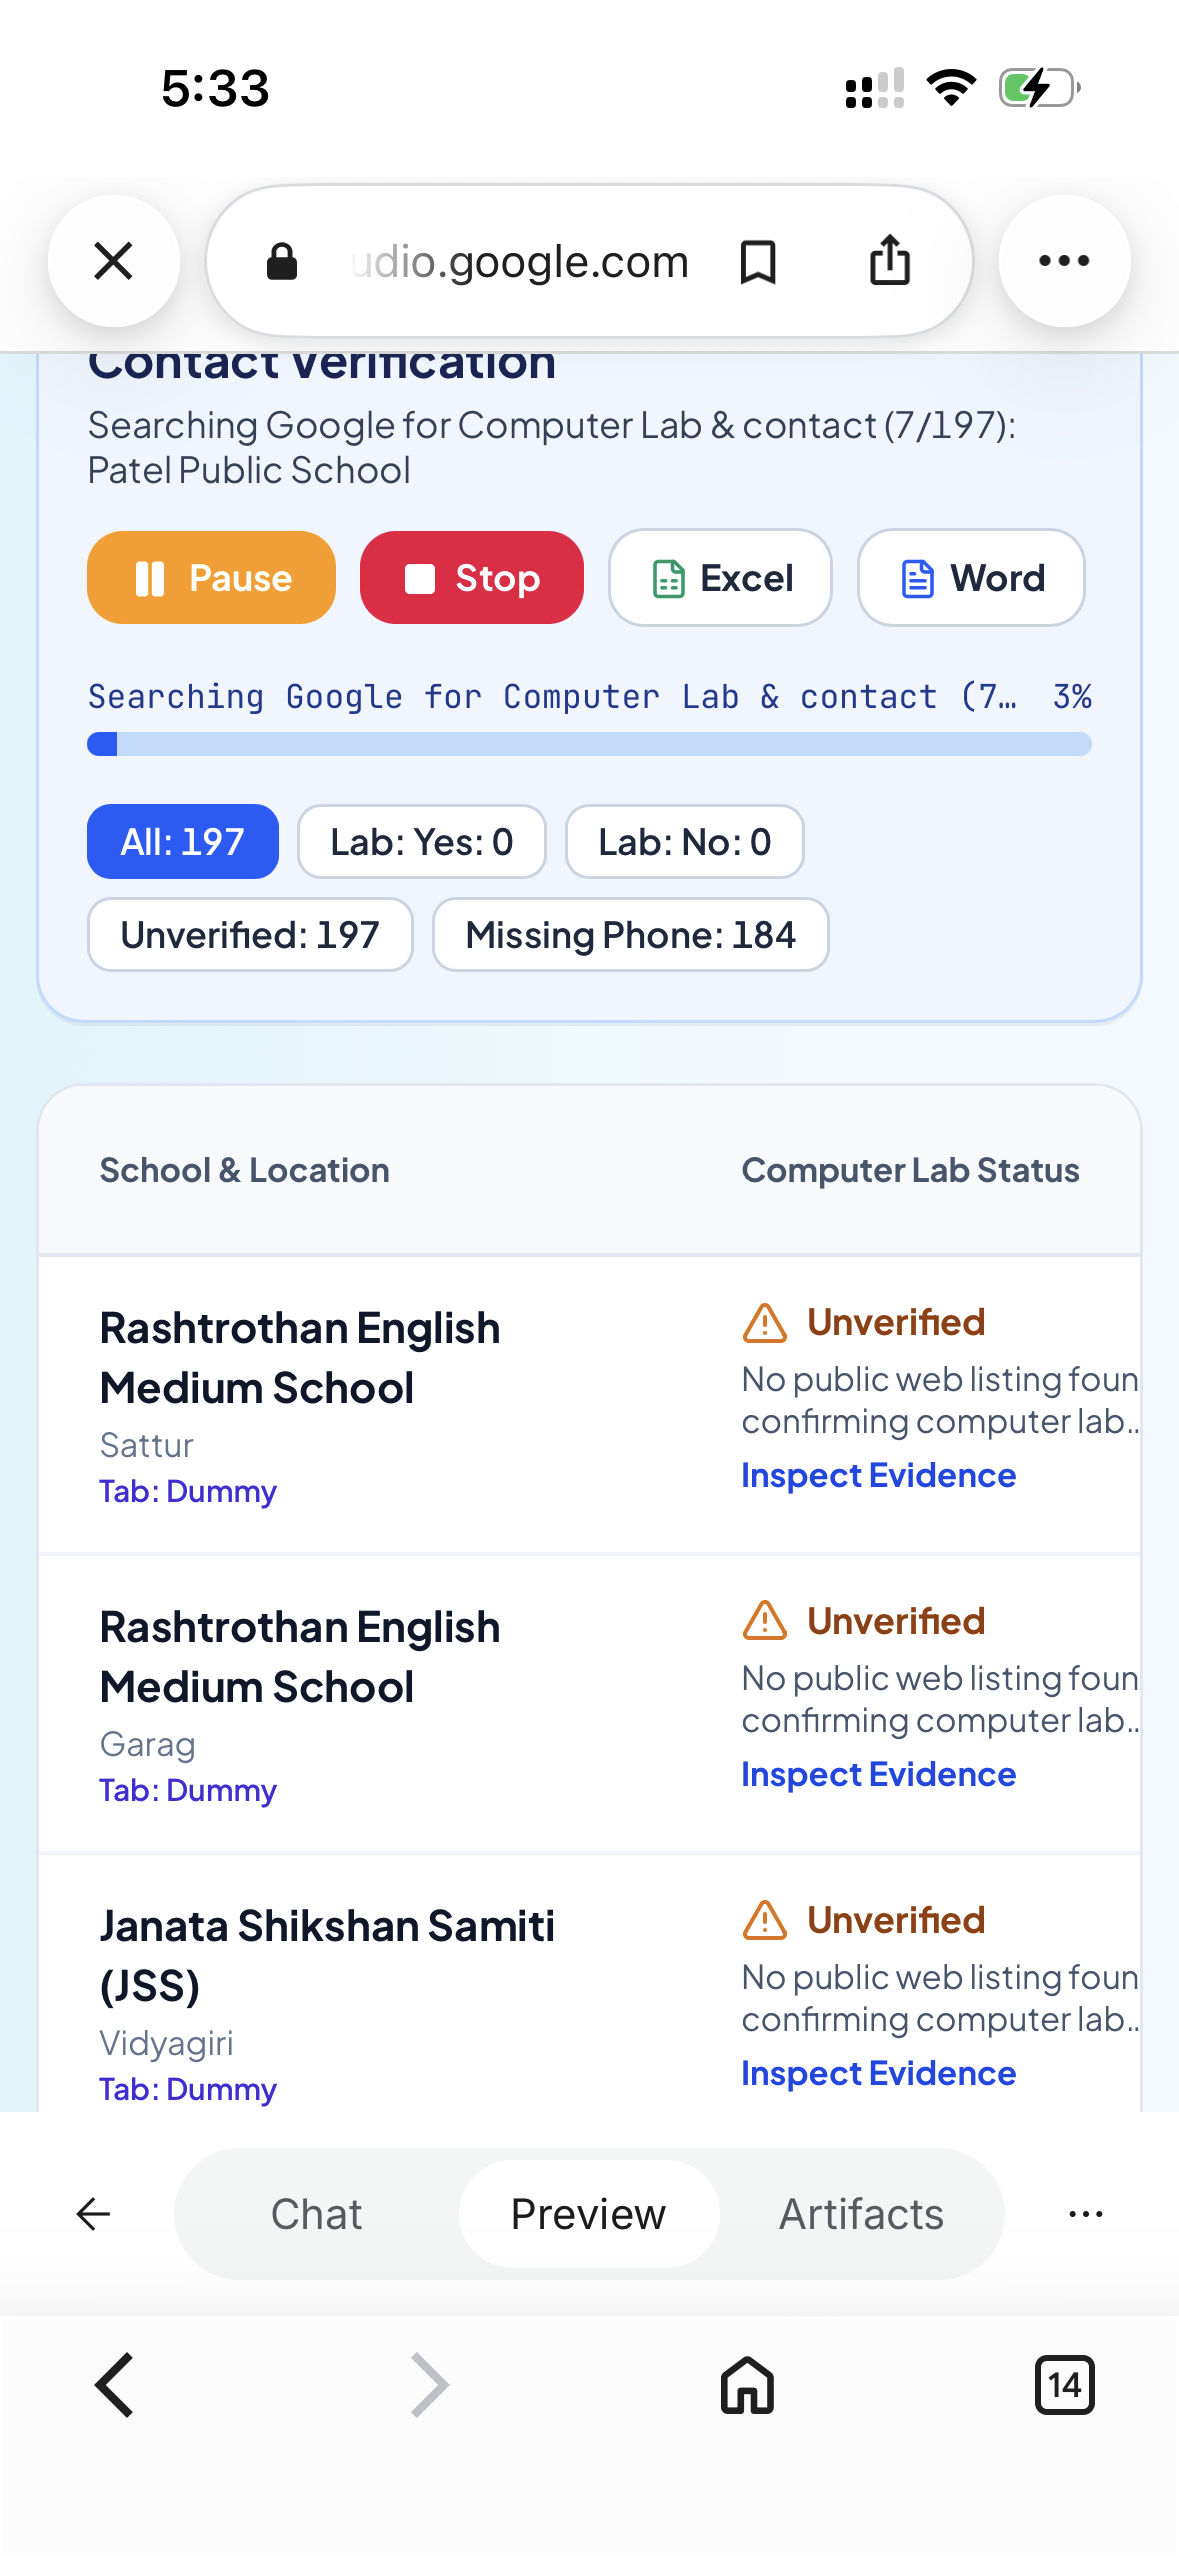 5:33
udio.google.com
Contact Verification
Searching Google for Computer Lab & contact (7/197):
Patel Public School
Pause
Stop
Excel
Word
Searching Google for Computer Lab & contact (7… 3%
All: 197
Lab: Yes: 0
Lab: No: 0
Unverified: 197
Missing Phone: 184
School & Location
Computer Lab Status
Rashtrothan English
Medium School
Sattur
Tab: Dummy
Unverified
No public web listing foun
confirming computer lab..
Inspect Evidence
Rashtrothan English
Medium School
Garag
Tab: Dummy
Unverified
No public web listing foun
confirming computer lab..
Inspect Evidence
Janata Shikshan Samiti
(JSS)
Vidyagiri
Tab: Dummy
Unverified
No public web listing foun
confirming computer lab..
Inspect Evidence
Chat
Preview
Artifacts
14